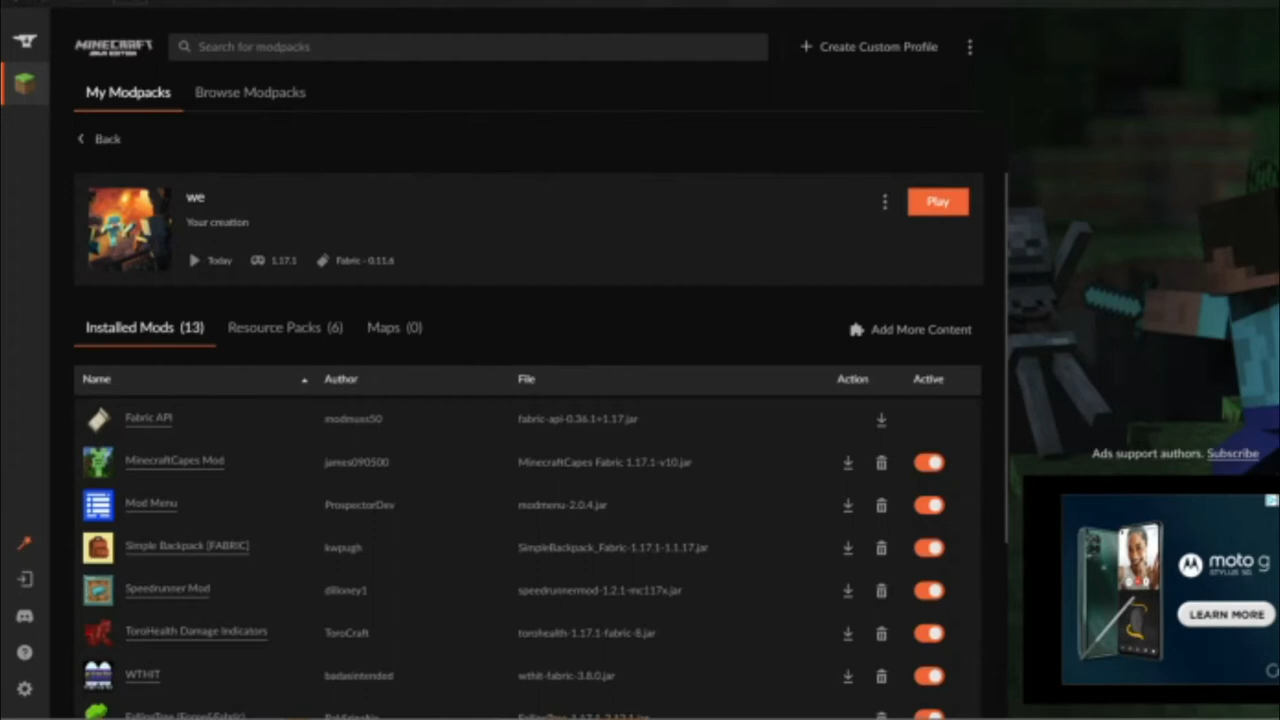 MINECRAFT
JAVA EDITION
Search for modpacks
+ Create Custom Profile
My Modpacks
Browse Modpacks
Back
we
Your creation
Play
Today
1.17.1
Fabric - 0.11.6
Installed Mods (13)
Resource Packs (6)
Maps (0)
Add More Content
Name
Author
File
Action
Active
Fabric API
modmuss50
fabric-api-0.36.1+1.17.jar
MinecraftCapes Mod
james090500
MinecraftCapes Fabric 1.17.1-v10.jar
Mod Menu
ProspectorDev
modmenu-2.0.4.jar
Simple Backpack [FABRIC]
kwpugh
SimpleBackpack_Fabric-1.17.1-1.1.17.jar
Speedrunner Mod
dilloney1
speedrunnermod-1.2.1-mc117x.jar
ToroHealth Damage Indicators
ToroCraft
torohealth-1.17.1-fabric-8.jar
WTHIT
badasintended
wthit-fabric-3.8.0.jar
Ads support authors. Subscribe
moto g
STYLUS 5G
LEARN MORE